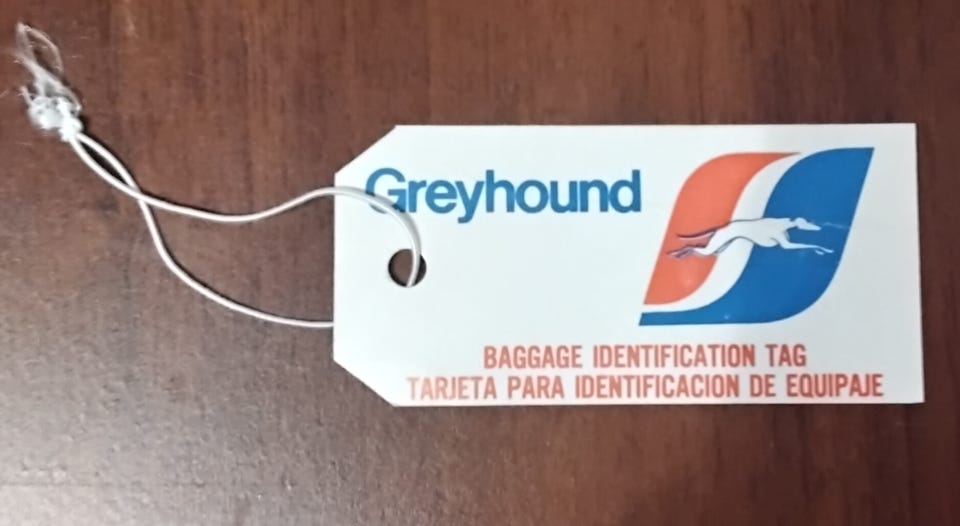 Greyhound
BAGGAGE IDENTIFICATION TAG
TARJETA PARA IDENTIFICACION DE EQUIPAJE